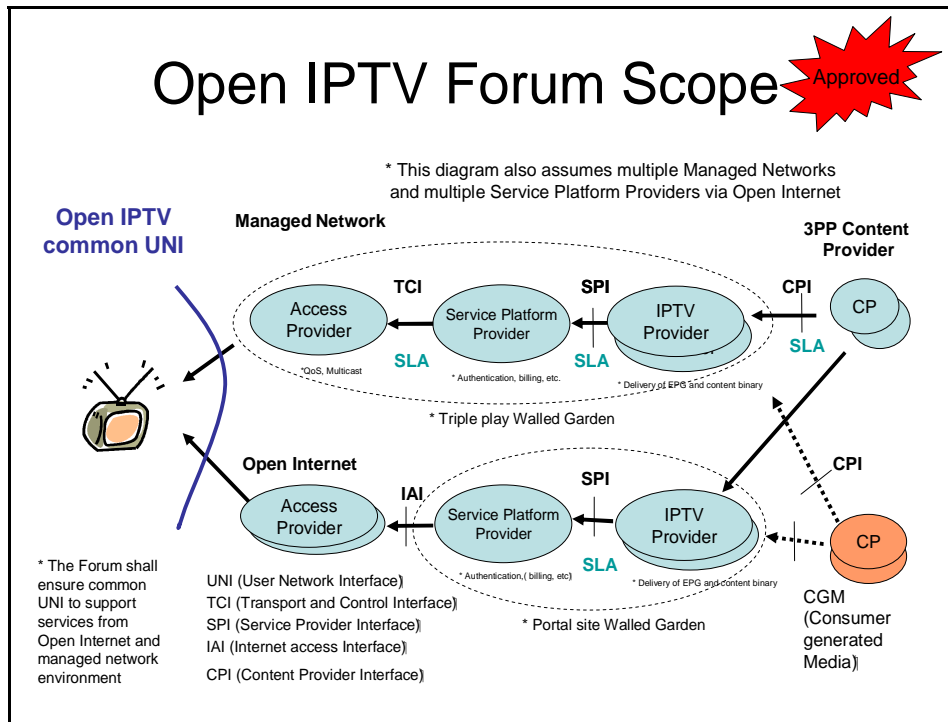 Open IPTV Forum Scope
Approved
* This diagram also assumes multiple Managed Networks
and multiple Service Platform Providers via Open Internet
Open IPTV
common UNI
Managed Network
3PP Content
Provider
TCI
SPI
CPI
Access
Provider
Service Platform
Provider
IPTV
Provider
CP
SLA
SLA
SLA
*QoS, Multicast
* Authentication, billing, etc.
* Delivery of EPG and content binary
* Triple play Walled Garden
Open Internet
CPI
SPI
IAI
Access
Provider
Service Platform
Provider
IPTV
Provider
CP
SLA
* Authentication,( billing, etc)
* Delivery of EPG and content binary
* Portal site Walled Garden
CGM
(Consumer
generated
Media)
* The Forum shall
ensure common
UNI to support
services from
Open Internet and
managed network
environment
UNI (User Network Interface)
TCI (Transport and Control Interface)
SPI (Service Provider Interface)
IAI (Internet access Interface)
CPI (Content Provider Interface)